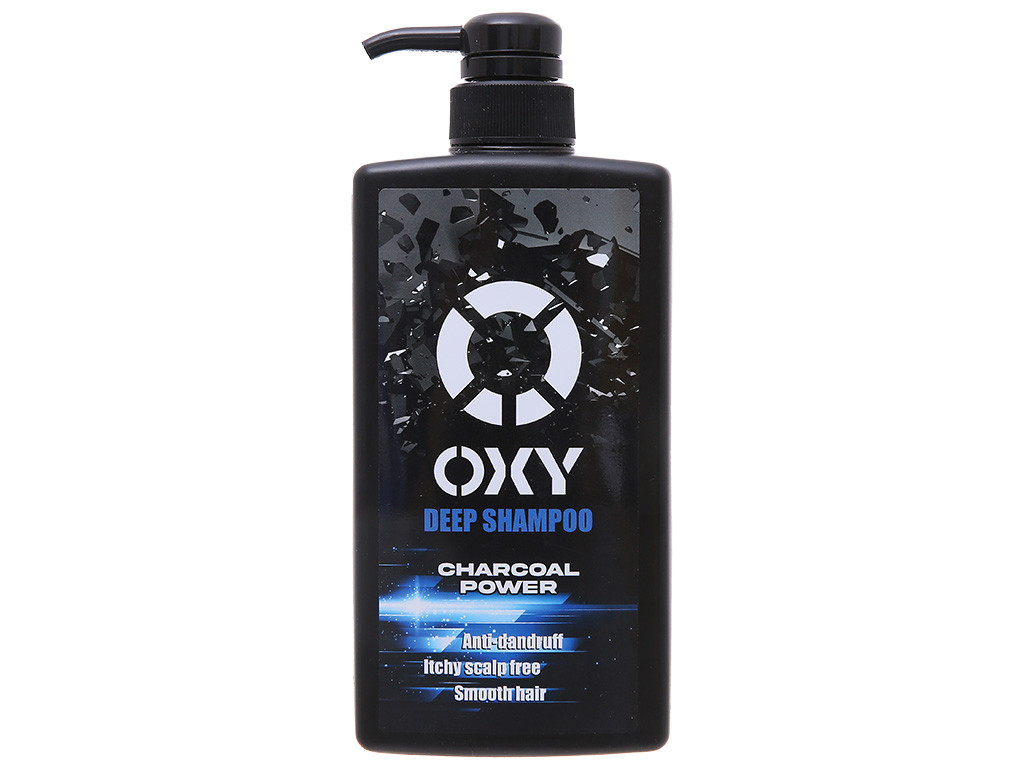 OXY
DEEP SHAMPOO
CHARCOAL
POWER
Anti-dandruff
Itchy scalp free
Smooth hair